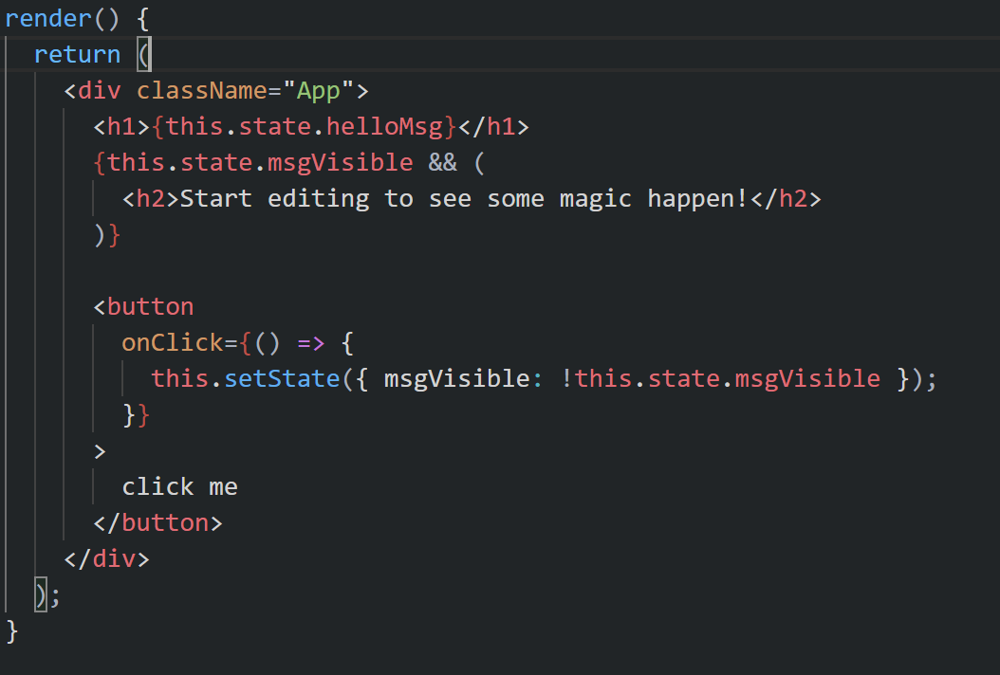 render() {
  return (
    <div className="App">
      <h1>{this.state.helloMsg}</h1>
      {this.state.msgVisible && (
        <h2>Start editing to see some magic happen!</h2>
      )}

      <button
        onClick={() => {
          this.setState({ msgVisible: !this.state.msgVisible });
        }}
      >
        click me
      </button>
    </div>
  );
}